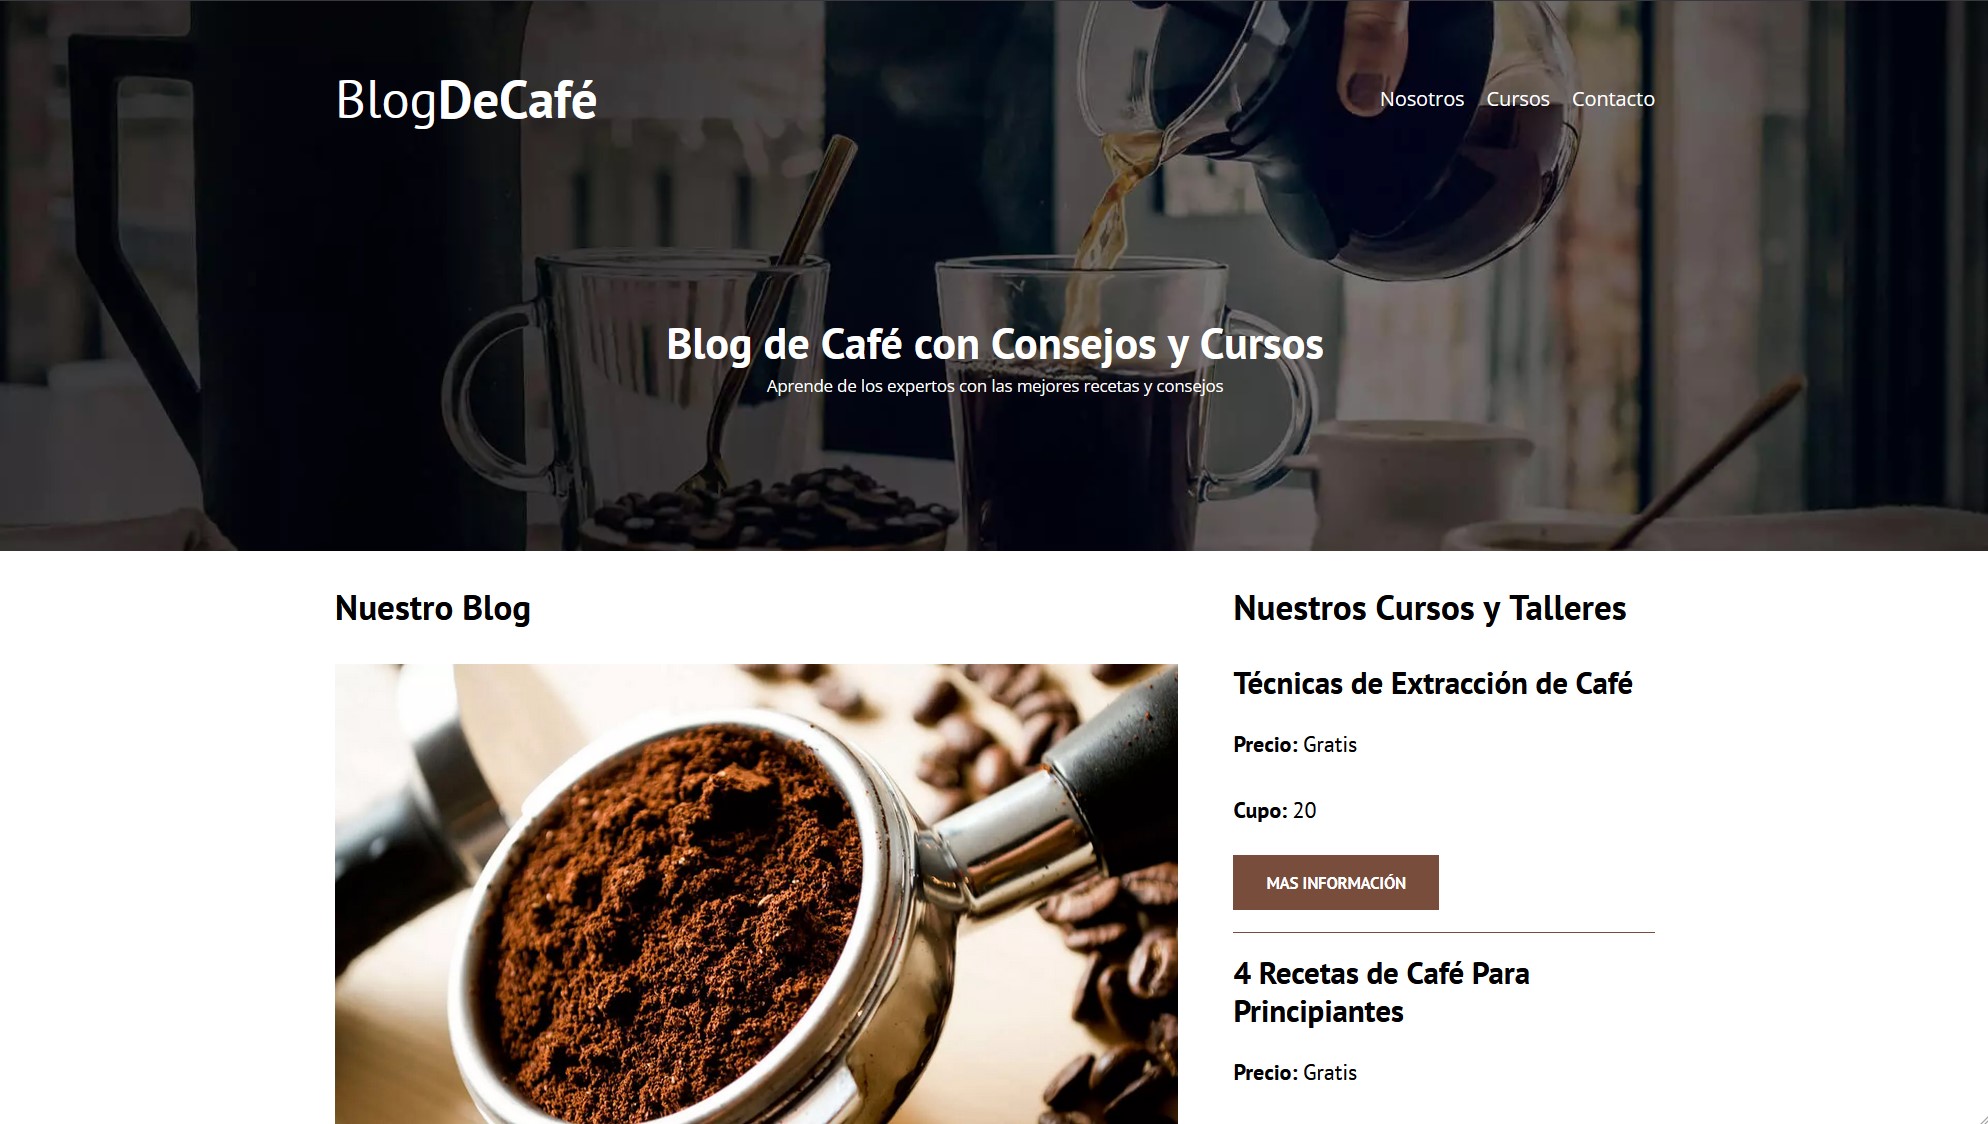 BlogDeCafé
Nosotros Cursos Contacto
Blog de Café con Consejos y Cursos
Aprende de los expertos con las mejores recetas y consejos
Nuestro Blog
Nuestros Cursos y Talleres
Técnicas de Extracción de Café
Precio: Gratis
Cupo: 20
MAS INFORMACIÓN
4 Recetas de Café Para
Principiantes
Precio: Gratis